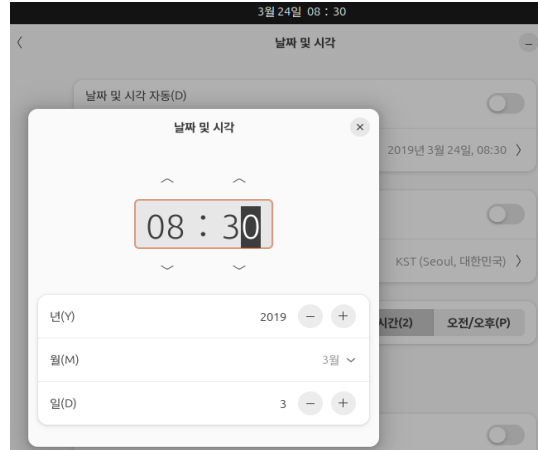 3월 24일 08 : 30
날짜 및 시각
날짜 및 시각 자동(D)
2019년 3월 24일, 08:30
KST (Seoul, 대한민국)
시간(2) 오전/오후(P)
날짜 및 시각
08 : 30
년(Y) 2019
월(M) 3월
일(D) 3